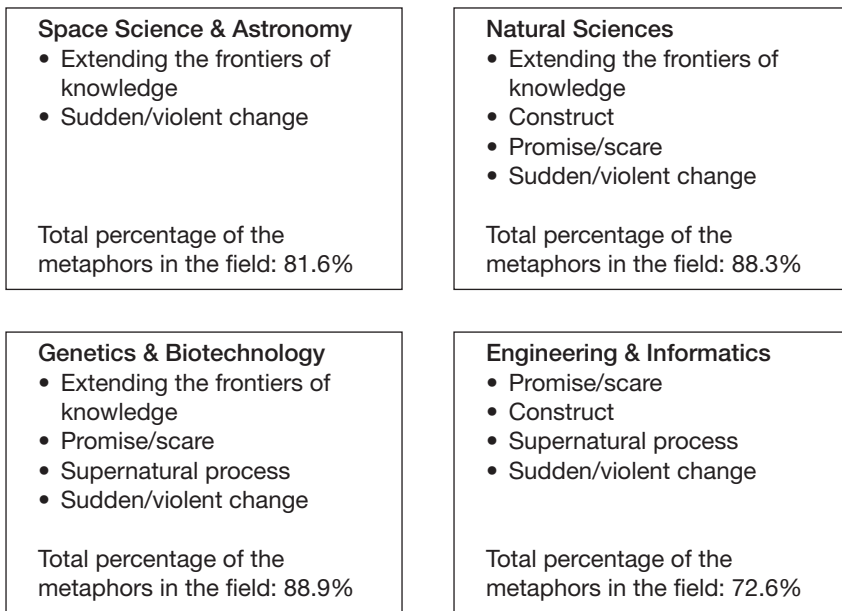 Space Science & Astronomy
• Extending the frontiers of
knowledge
• Sudden/violent change
Total percentage of the
metaphors in the field: 81.6%
Natural Sciences
• Extending the frontiers of
knowledge
• Construct
• Promise/scare
• Sudden/violent change
Total percentage of the
metaphors in the field: 88.3%
Genetics & Biotechnology
• Extending the frontiers of
knowledge
• Promise/scare
• Supernatural process
• Sudden/violent change
Total percentage of the
metaphors in the field: 88.9%
Engineering & Informatics
• Promise/scare
• Construct
• Supernatural process
• Sudden/violent change
Total percentage of the
metaphors in the field: 72.6%